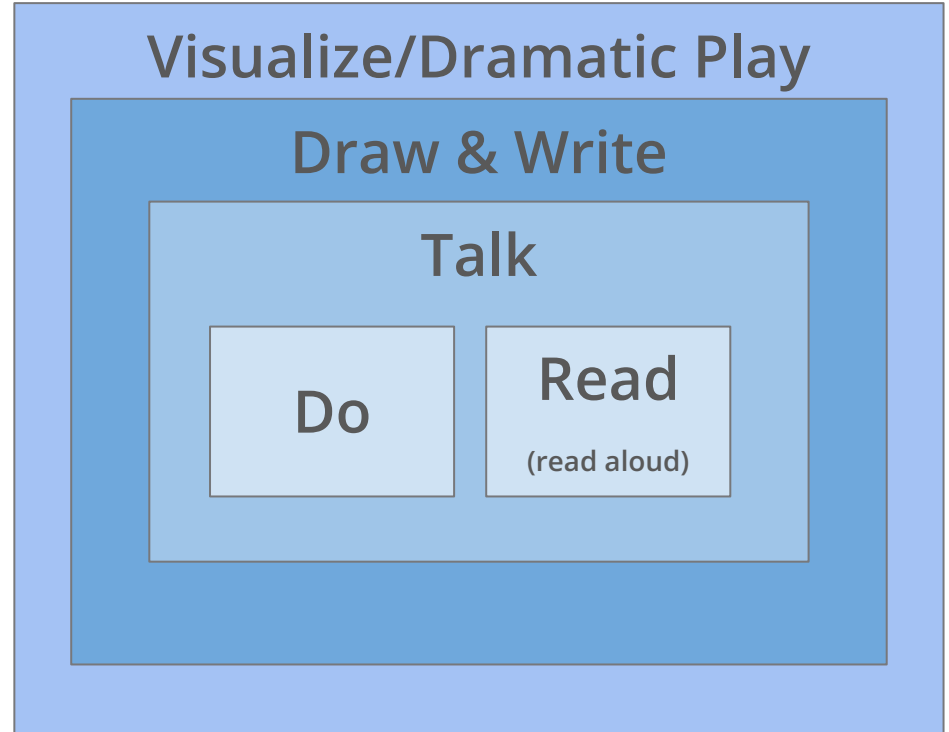 Visualize/Dramatic Play
Draw & Write
Talk
Do
Read
(read aloud)